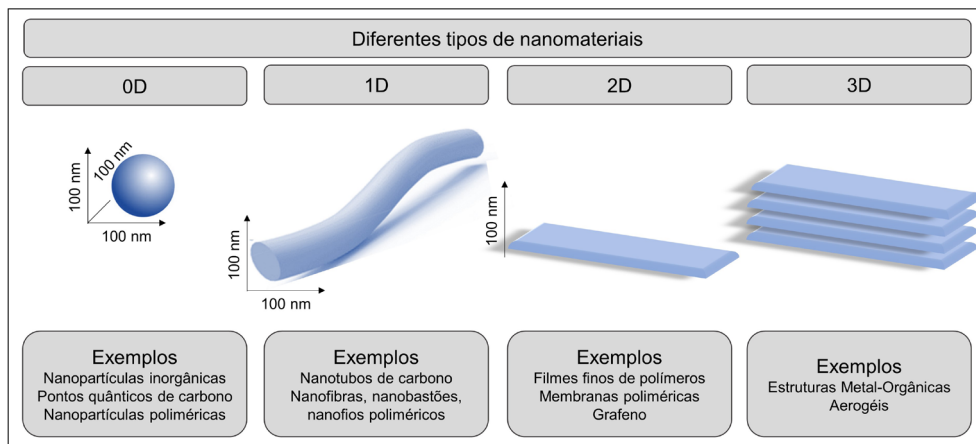 Diferentes tipos de nanomateriais
0D
1D
2D
3D
100 nm
100 nm
100 nm
100 nm
100 nm
100 nm
Exemplos
Nanopartículas inorgânicas
Pontos quânticos de carbono
Nanopartículas poliméricas
Exemplos
Nanotubos de carbono
Nanofibras, nanobastões,
nanofios poliméricos
Exemplos
Filmes finos de polímeros
Membranas poliméricas
Grafeno
Exemplos
Estruturas Metal-Orgânicas
Aerogéis